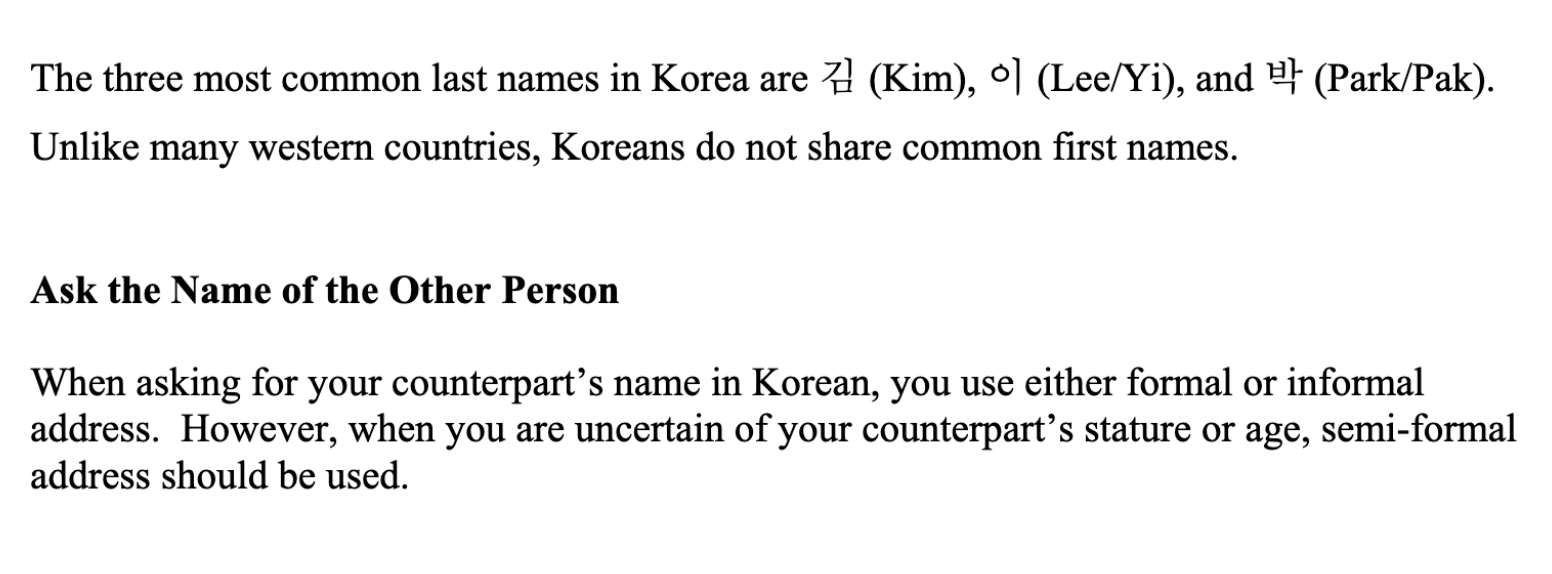 The three most common last names in Korea are 김 (Kim), 이 (Lee/Yi), and 박 (Park/Pak).
Unlike many western countries, Koreans do not share common first names.
Ask the Name of the Other Person
When asking for your counterpart’s name in Korean, you use either formal or informal
address.  However, when you are uncertain of your counterpart’s stature or age, semi-formal
address should be used.